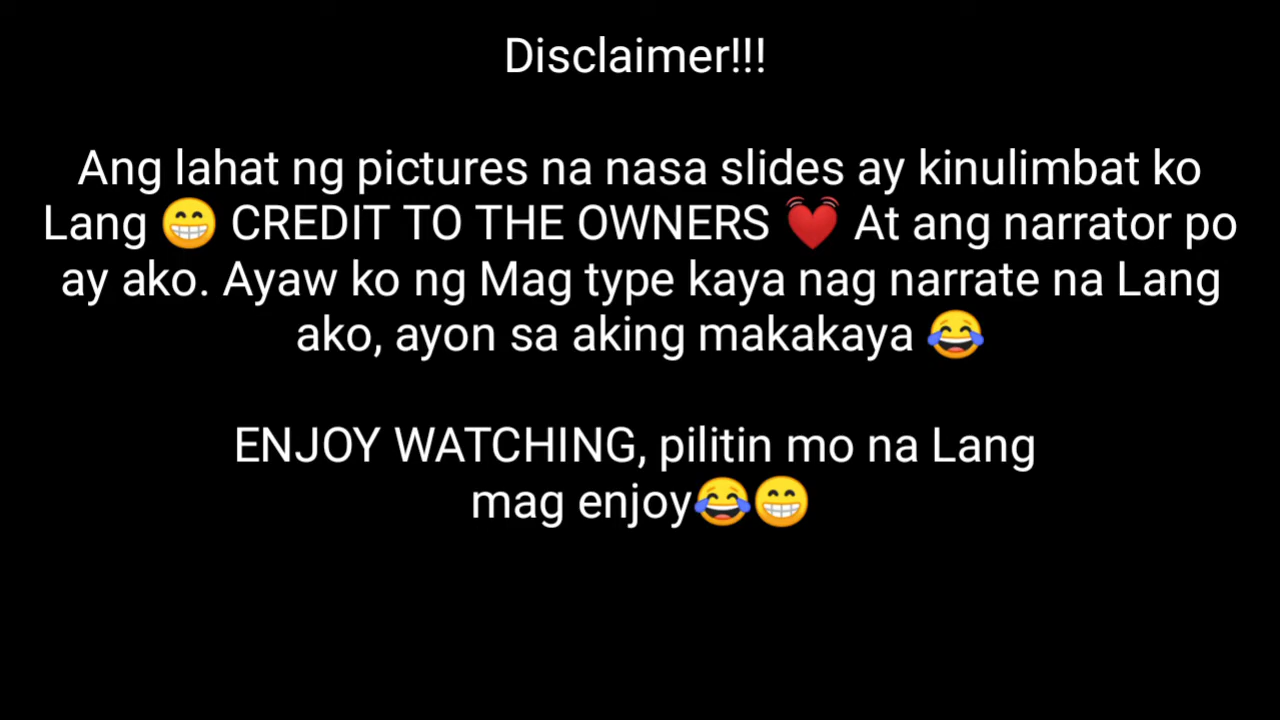 Disclaimer!!!
Ang lahat ng pictures na nasa slides ay kinulimbat ko
Lang 😁 CREDIT TO THE OWNERS 💓 At ang narrator po
ay ako. Ayaw ko ng Mag type kaya nag narrate na Lang
ako, ayon sa aking makakaya 😂
ENJOY WATCHING, pilitin mo na Lang
mag enjoy😂😁